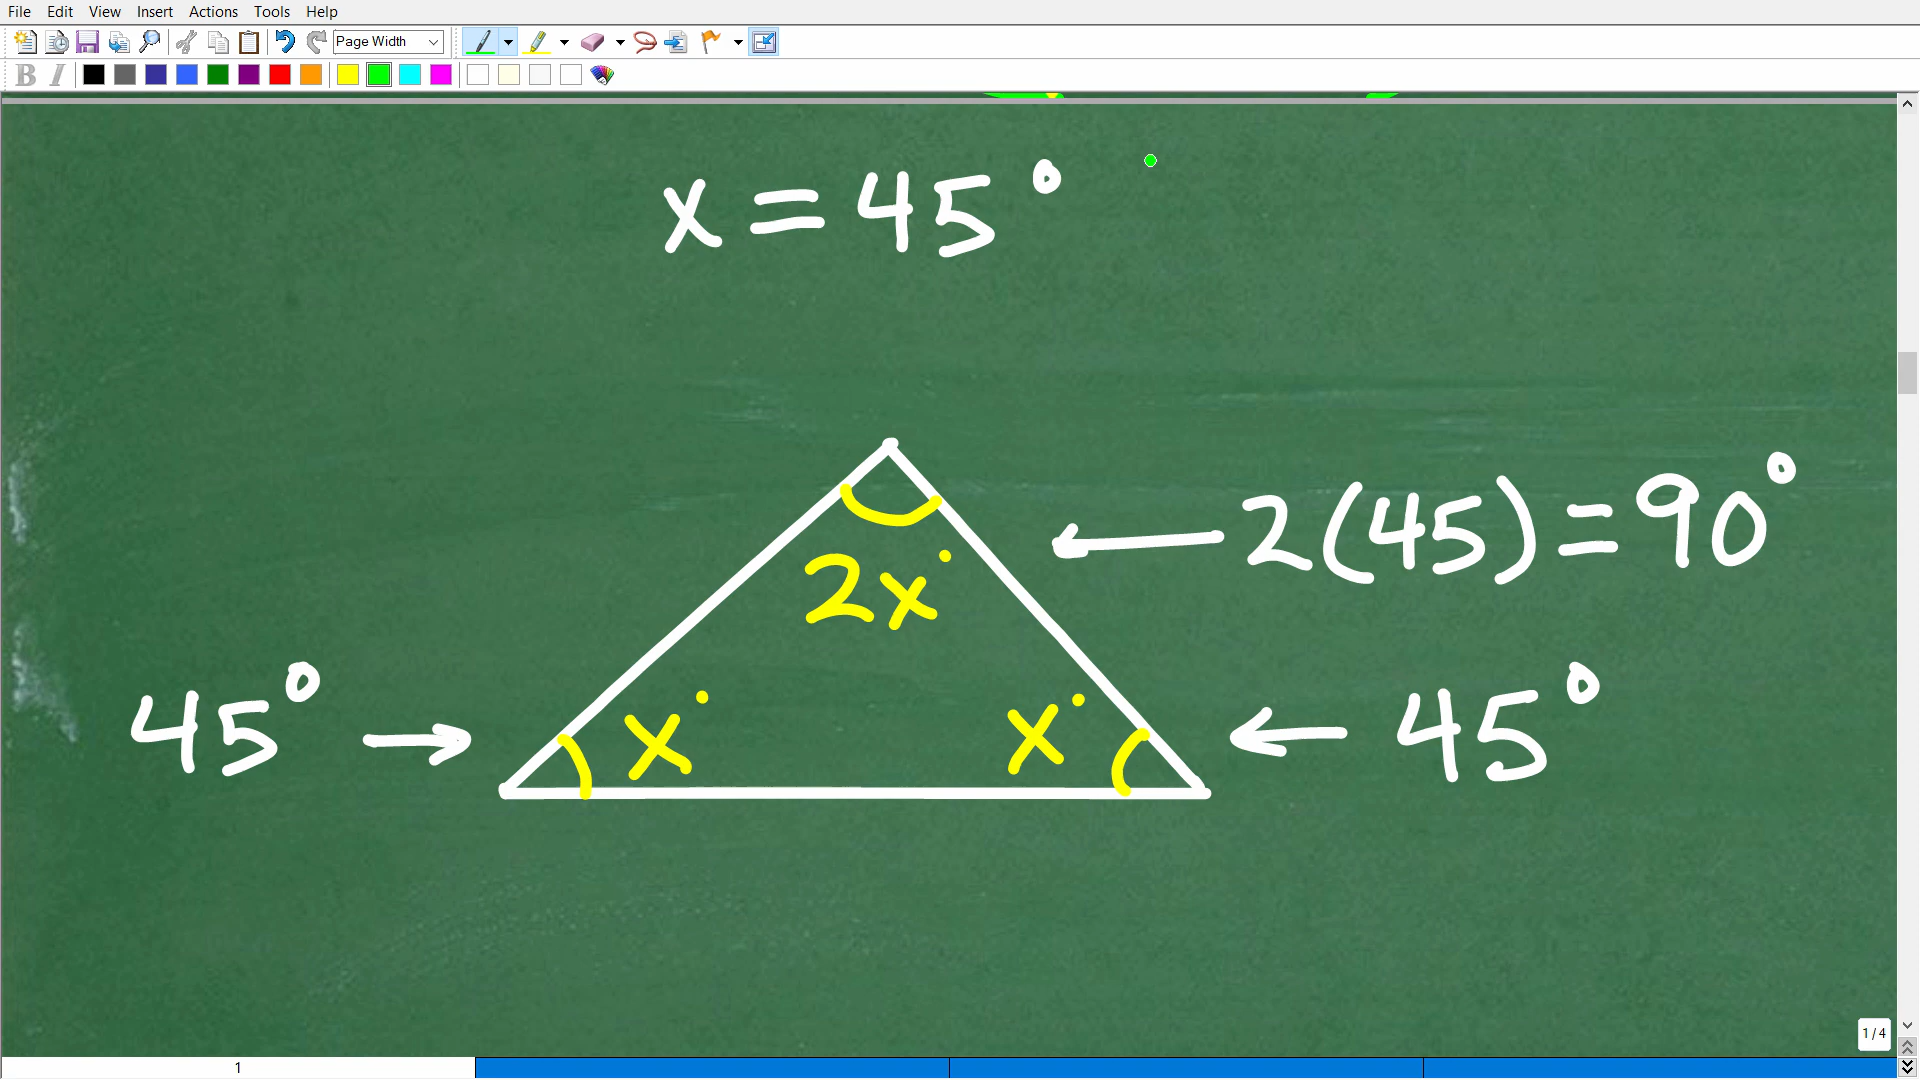 File Edit View Insert Actions Tools Help
Page Width
B I
x = 45°
2(45) = 90°
2x°
45° → x° x° ← 45°
1 / 4
1